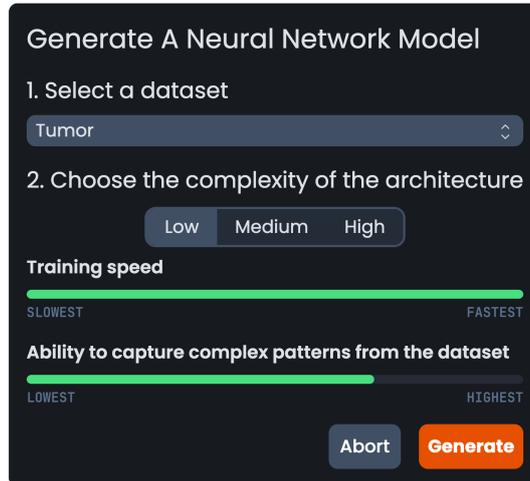 Generate A Neural Network Model
1. Select a dataset
Tumor
2. Choose the complexity of the architecture
Low Medium High
Training speed
SLOWEST FASTEST
Ability to capture complex patterns from the dataset
LOWEST HIGHEST
Abort Generate